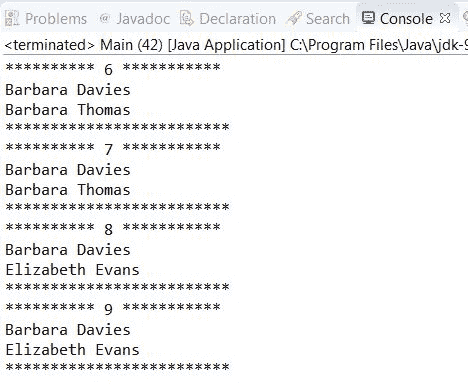 Problems @ Javadoc Declaration Search Console
<terminated> Main (42) [Java Application] C:\Program Files\Java\jdk-9
********** 6 ***********
Barbara Davies
Barbara Thomas
*************************
********** 7 ***********
Barbara Davies
Barbara Thomas
*************************
********** 8 ***********
Barbara Davies
Elizabeth Evans
*************************
********** 9 ***********
Barbara Davies
Elizabeth Evans
*************************